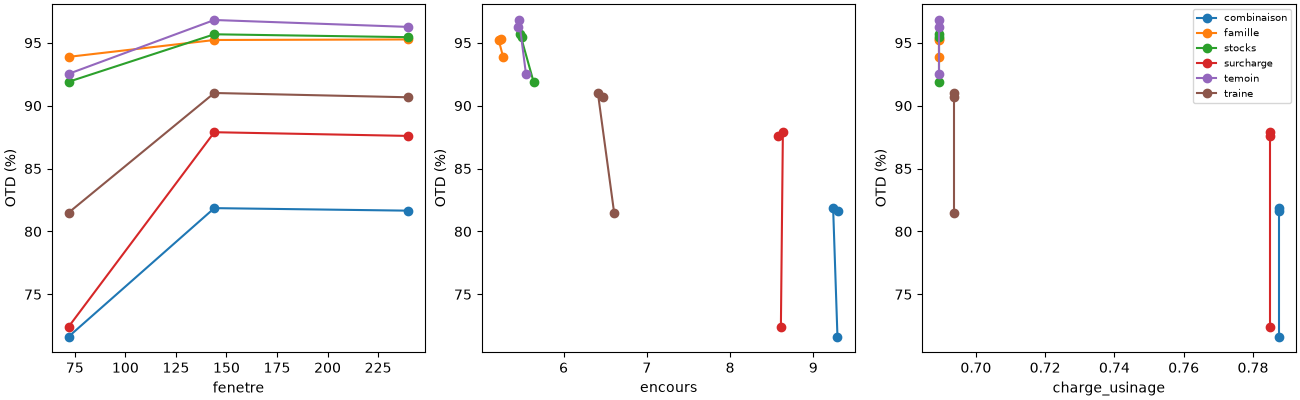 OTD (%)
95
90
85
80
75
75 100 125 150 175 200 225
fenetre
OTD (%)
95
90
85
80
75
6 7 8 9
encours
OTD (%)
95
90
85
80
75
0.70 0.72 0.74 0.76 0.78
charge_usinage
combinaison
famille
stocks
surcharge
temoin
traine